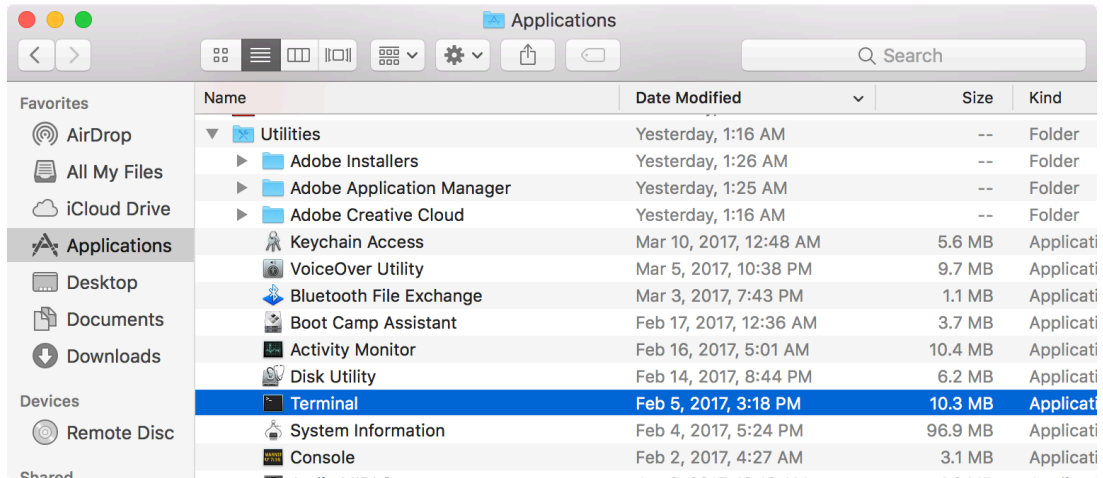 Applications
Search
Favorites
AirDrop
All My Files
iCloud Drive
Applications
Desktop
Documents
Downloads
Devices
Remote Disc
Shared
Name Date Modified Size Kind
Utilities Yesterday, 1:16 AM -- Folder
Adobe Installers Yesterday, 1:26 AM -- Folder
Adobe Application Manager Yesterday, 1:25 AM -- Folder
Adobe Creative Cloud Yesterday, 1:16 AM -- Folder
Keychain Access Mar 10, 2017, 12:48 AM 5.6 MB Applicati
VoiceOver Utility Mar 5, 2017, 10:38 PM 9.7 MB Applicati
Bluetooth File Exchange Mar 3, 2017, 7:43 PM 1.1 MB Applicati
Boot Camp Assistant Feb 17, 2017, 12:36 AM 3.7 MB Applicati
Activity Monitor Feb 16, 2017, 5:01 AM 10.4 MB Applicati
Disk Utility Feb 14, 2017, 8:44 PM 6.2 MB Applicati
Terminal Feb 5, 2017, 3:18 PM 10.3 MB Applicati
System Information Feb 4, 2017, 5:24 PM 96.9 MB Applicati
Console Feb 2, 2017, 4:27 AM 3.1 MB Applicati